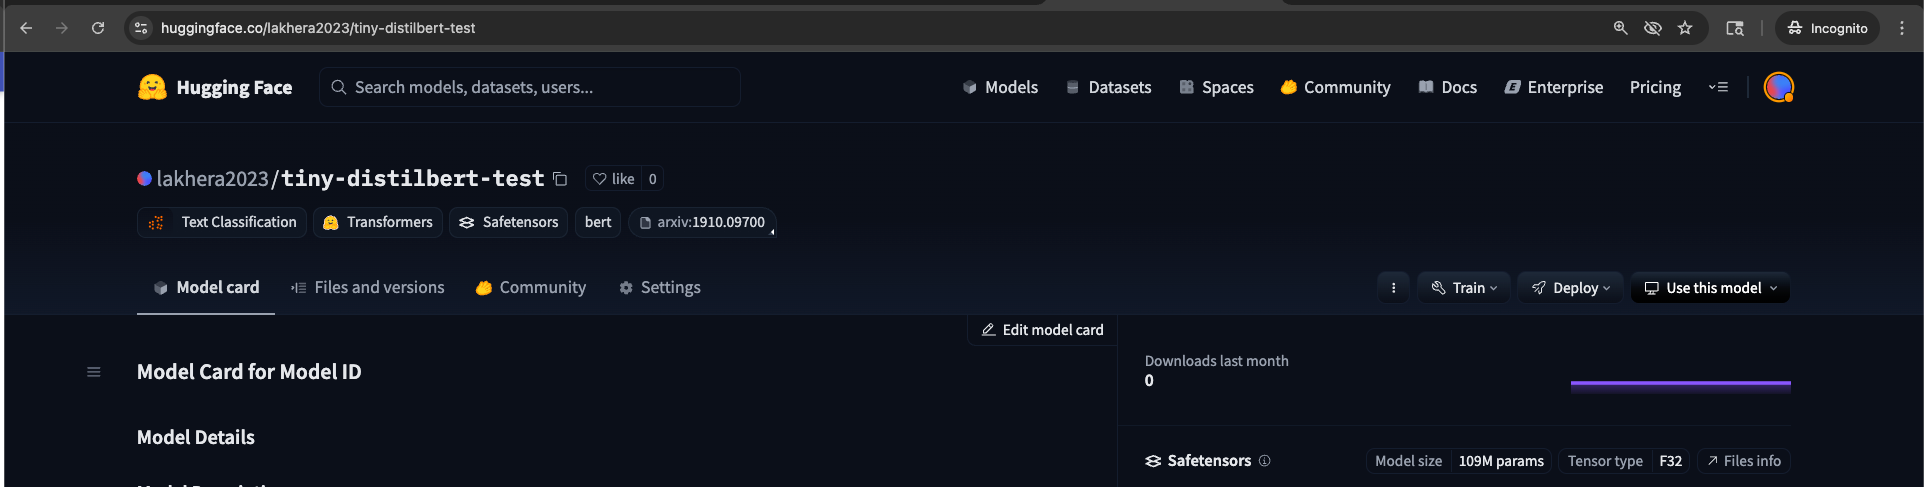 huggingface.co/lakhera2023/tiny-distilbert-test
Incognito
Hugging Face
Search models, datasets, users...
Models
Datasets
Spaces
Community
Docs
Enterprise
Pricing
lakhera2023/tiny-distilbert-test
like 0
Text Classification
Transformers
Safetensors
bert
arxiv:1910.09700
Model card
Files and versions
Community
Settings
Train
Deploy
Use this model
Edit model card
Model Card for Model ID
Downloads last month
0
Model Details
Safetensors
Model size 109M params
Tensor type F32
Files info